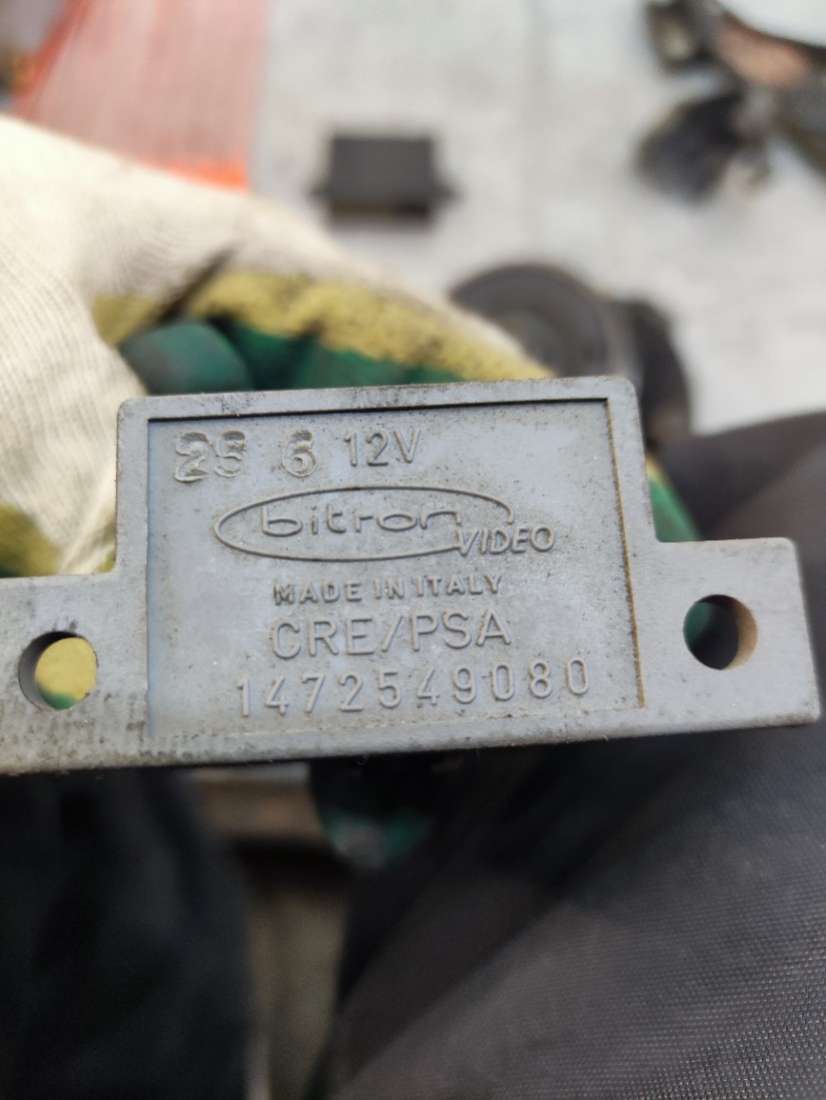 25 6 12V
bitron VIDEO
MADE IN ITALY
CRE/PSA
1472549080